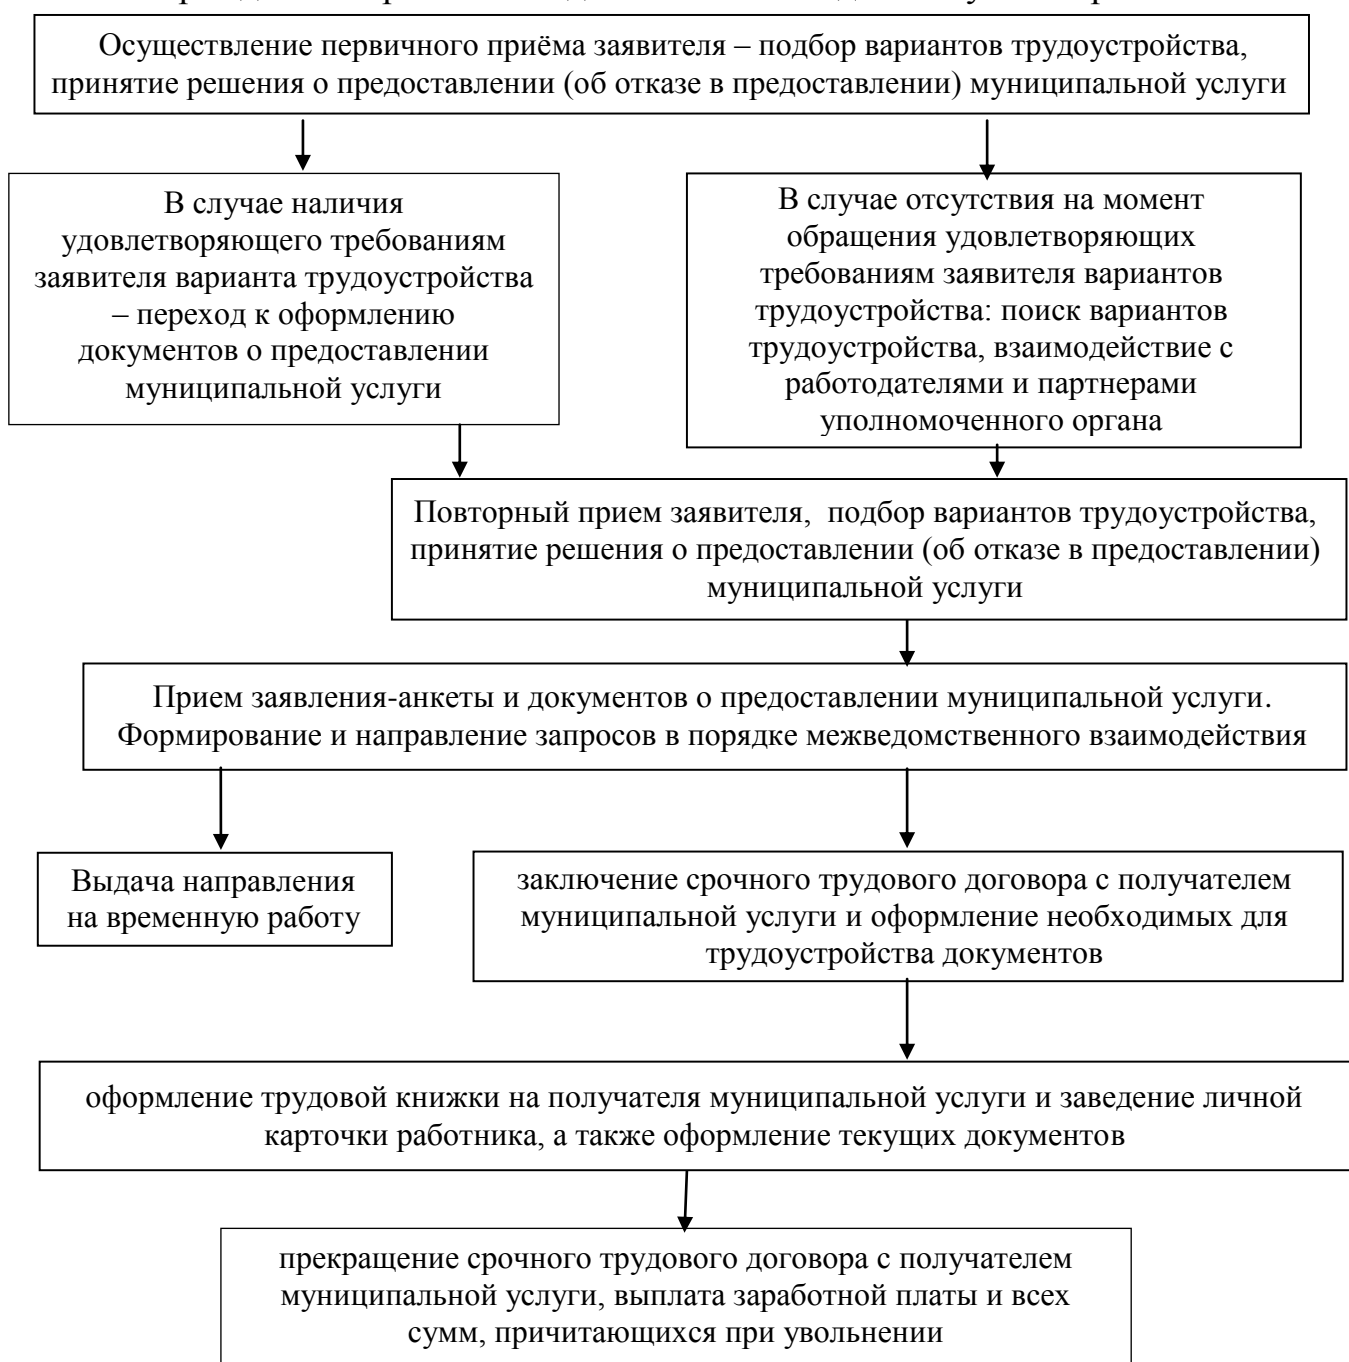 Осуществление первичного приёма заявителя – подбор вариантов трудоустройства,
принятие решения о предоставлении (об отказе в предоставлении) муниципальной услуги
В случае наличия
удовлетворяющего требованиям
заявителя варианта трудоустройства
– переход к оформлению
документов о предоставлении
муниципальной услуги
В случае отсутствия на момент
обращения удовлетворяющих
требованиям заявителя вариантов
трудоустройства: поиск вариантов
трудоустройства, взаимодействие с
работодателями и партнерами
уполномоченного органа
Повторный прием заявителя, подбор вариантов трудоустройства,
принятие решения о предоставлении (об отказе в предоставлении)
муниципальной услуги
Прием заявления-анкеты и документов о предоставлении муниципальной услуги.
Формирование и направление запросов в порядке межведомственного взаимодействия
Выдача направления
на временную работу
заключение срочного трудового договора с получателем
муниципальной услуги и оформление необходимых для
трудоустройства документов
оформление трудовой книжки на получателя муниципальной услуги и заведение личной
карточки работника, а также оформление текущих документов
прекращение срочного трудового договора с получателем
муниципальной услуги, выплата заработной платы и всех
сумм, причитающихся при увольнении